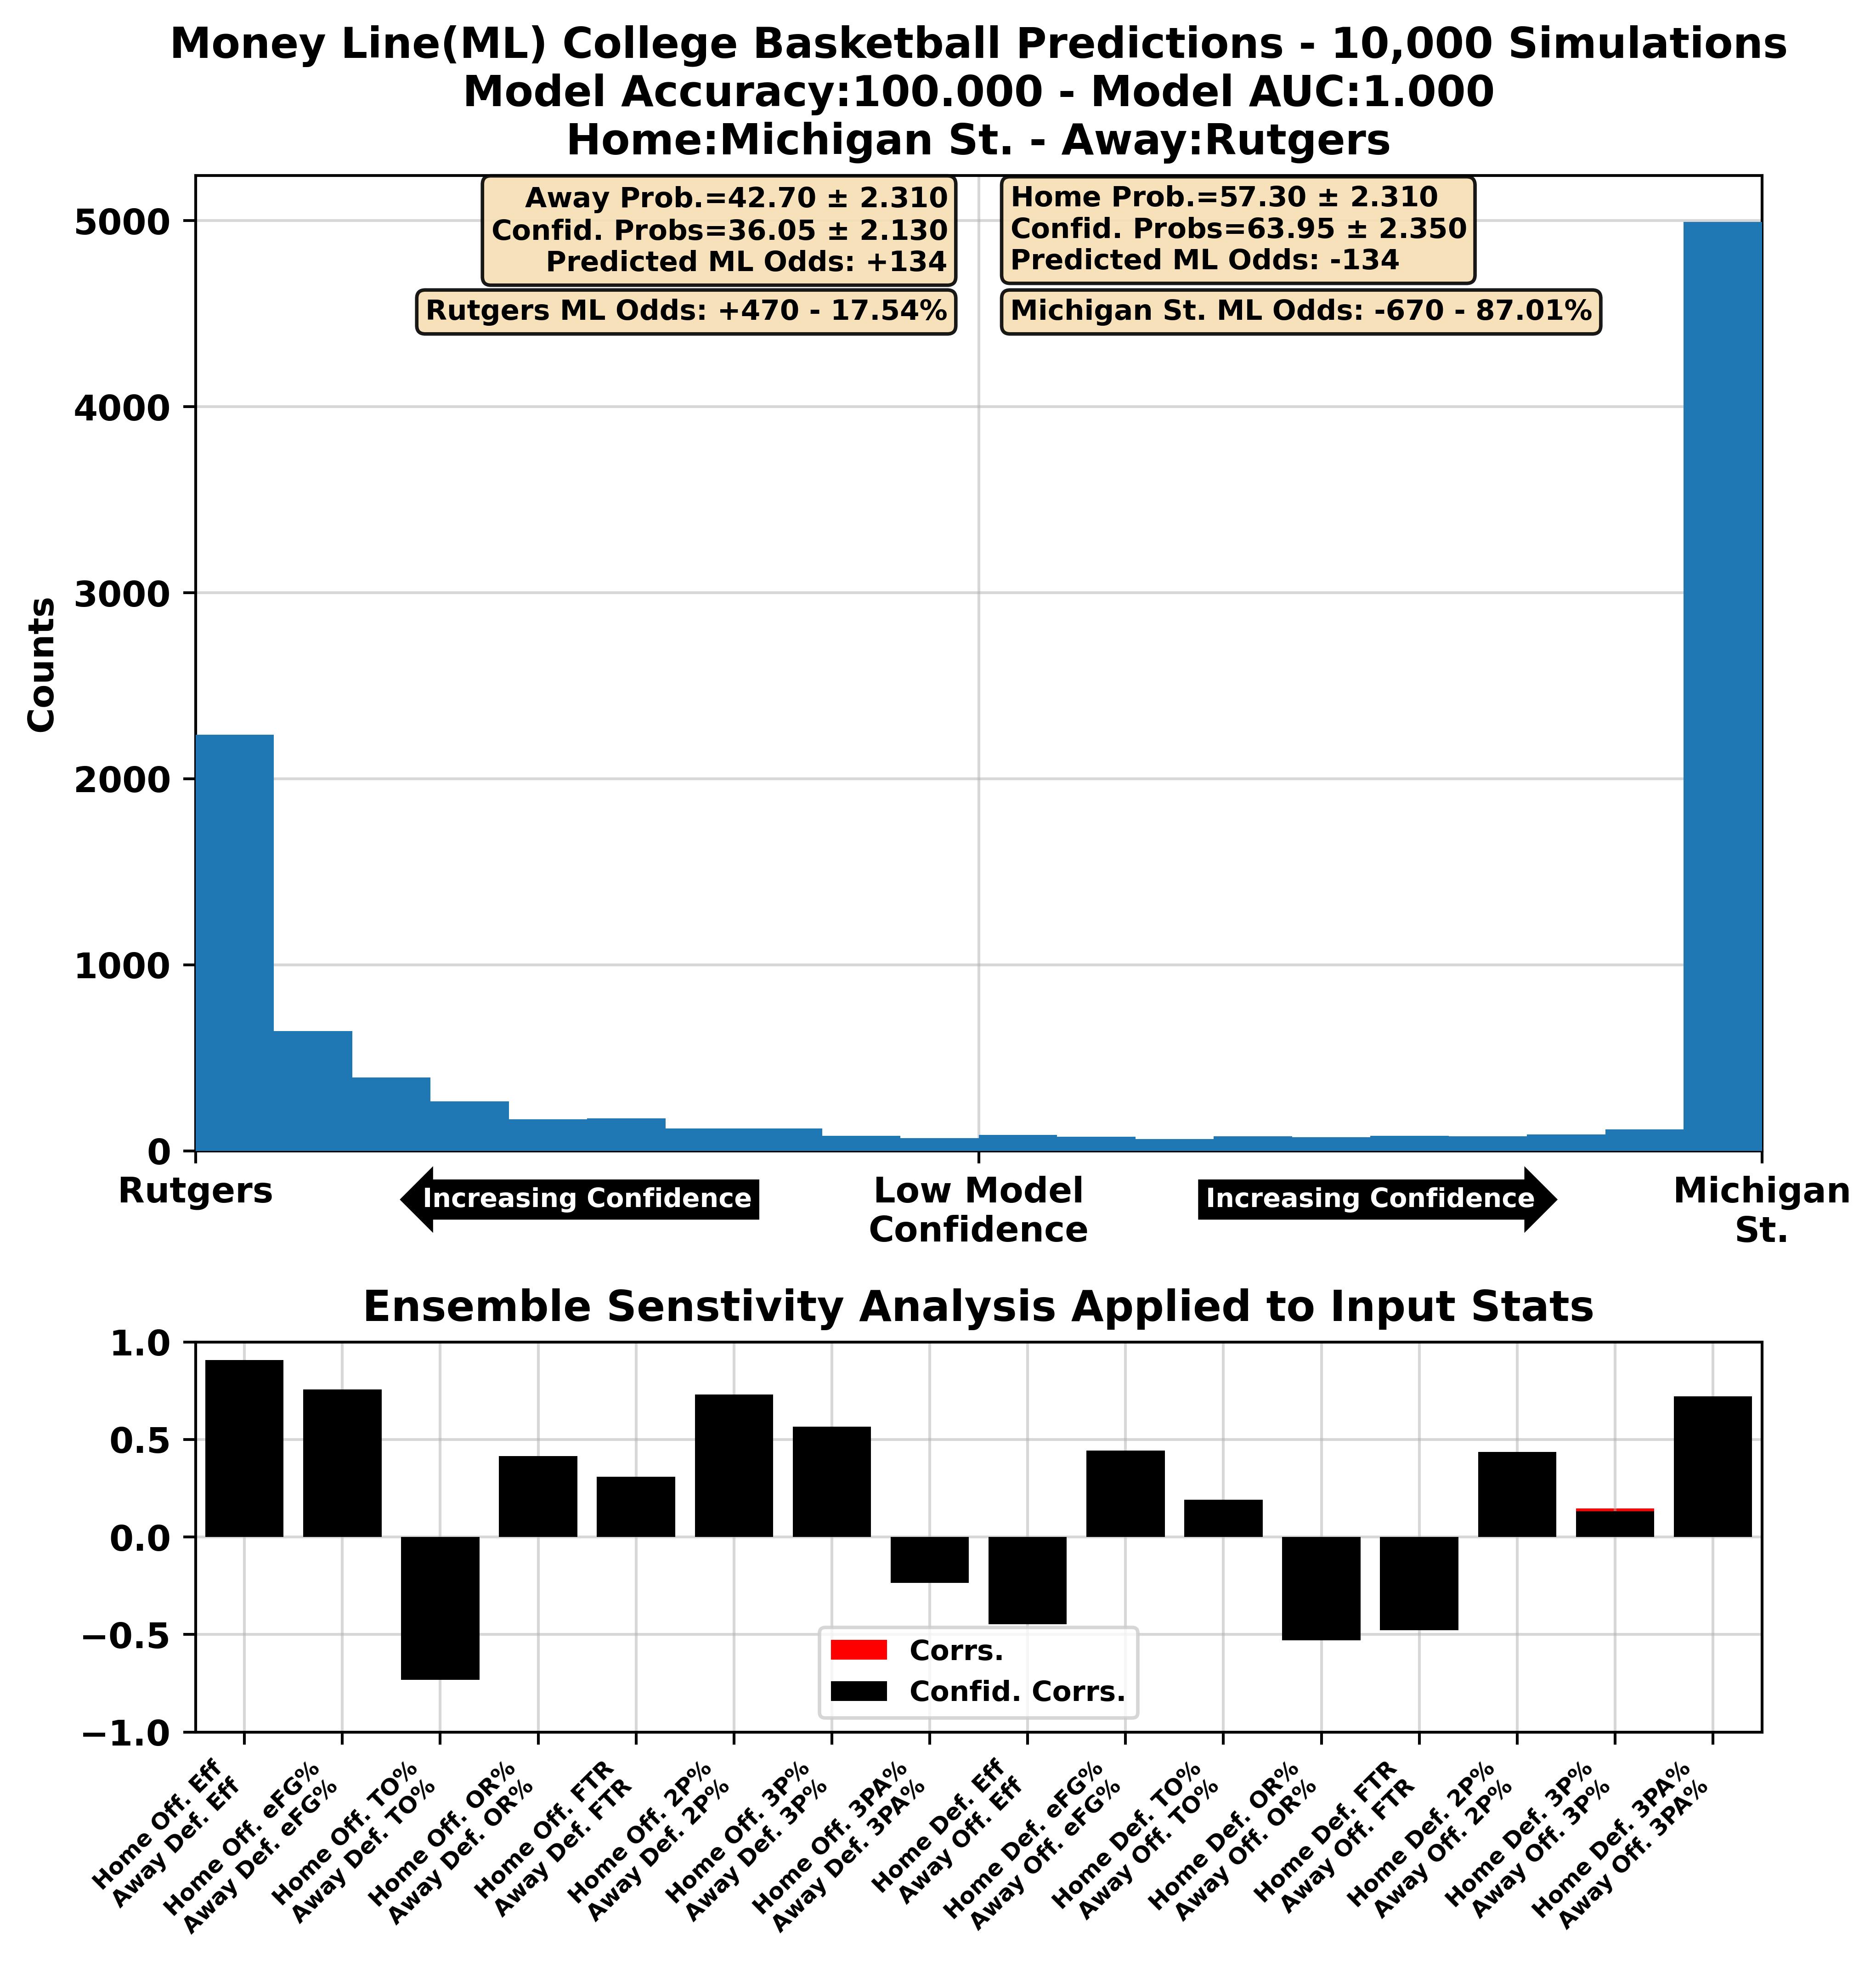 Money Line(ML) College Basketball Predictions - 10,000 Simulations
Model Accuracy:100.000 - Model AUC:1.000
Home:Michigan St. - Away:Rutgers
Away Prob.=42.70 ± 2.310
Confid. Probs=36.05 ± 2.130
Predicted ML Odds: +134
Rutgers ML Odds: +470 - 17.54%
Home Prob.=57.30 ± 2.310
Confid. Probs=63.95 ± 2.350
Predicted ML Odds: -134
Michigan St. ML Odds: -670 - 87.01%
Counts
5000
4000
3000
2000
1000
0
Rutgers
Increasing Confidence
Low Model
Confidence
Increasing Confidence
Michigan
St.
Ensemble Senstivity Analysis Applied to Input Stats
1.0
0.5
0.0
−0.5
−1.0
Corrs.
Confid. Corrs.
Home Off. Eff
Away Def. Eff
Home Off. eFG%
Away Def. eFG%
Home Off. TO%
Away Def. TO%
Home Off. OR%
Away Def. OR%
Home Off. FTR
Away Def. FTR
Home Off. 2P%
Away Def. 2P%
Home Off. 3P%
Away Def. 3P%
Home Off. 3PA%
Away Def. 3PA%
Home Def. Eff
Away Off. Eff
Home Def. eFG%
Away Off. eFG%
Home Def. TO%
Away Off. TO%
Home Def. OR%
Away Off. OR%
Home Def. FTR
Away Off. FTR
Home Def. 2P%
Away Off. 2P%
Home Def. 3P%
Away Off. 3P%
Home Def. 3PA%
Away Off. 3PA%